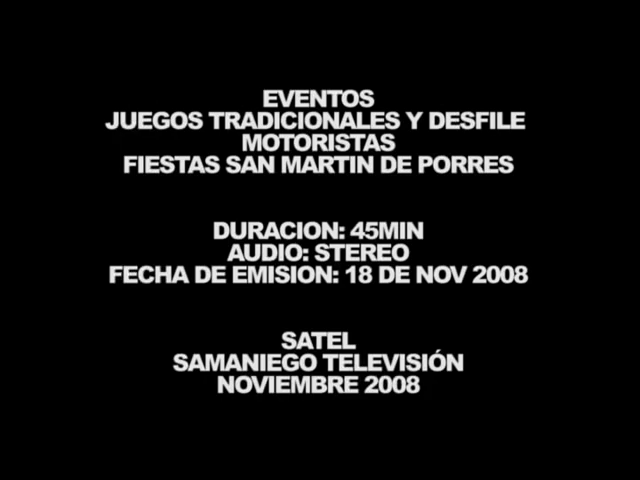 EVENTOS
JUEGOS TRADICIONALES Y DESFILE
MOTORISTAS
FIESTAS SAN MARTIN DE PORRES
DURACION: 45MIN
AUDIO: STEREO
FECHA DE EMISION: 18 DE NOV 2008
SATEL
SAMANIEGO TELEVISIÓN
NOVIEMBRE 2008